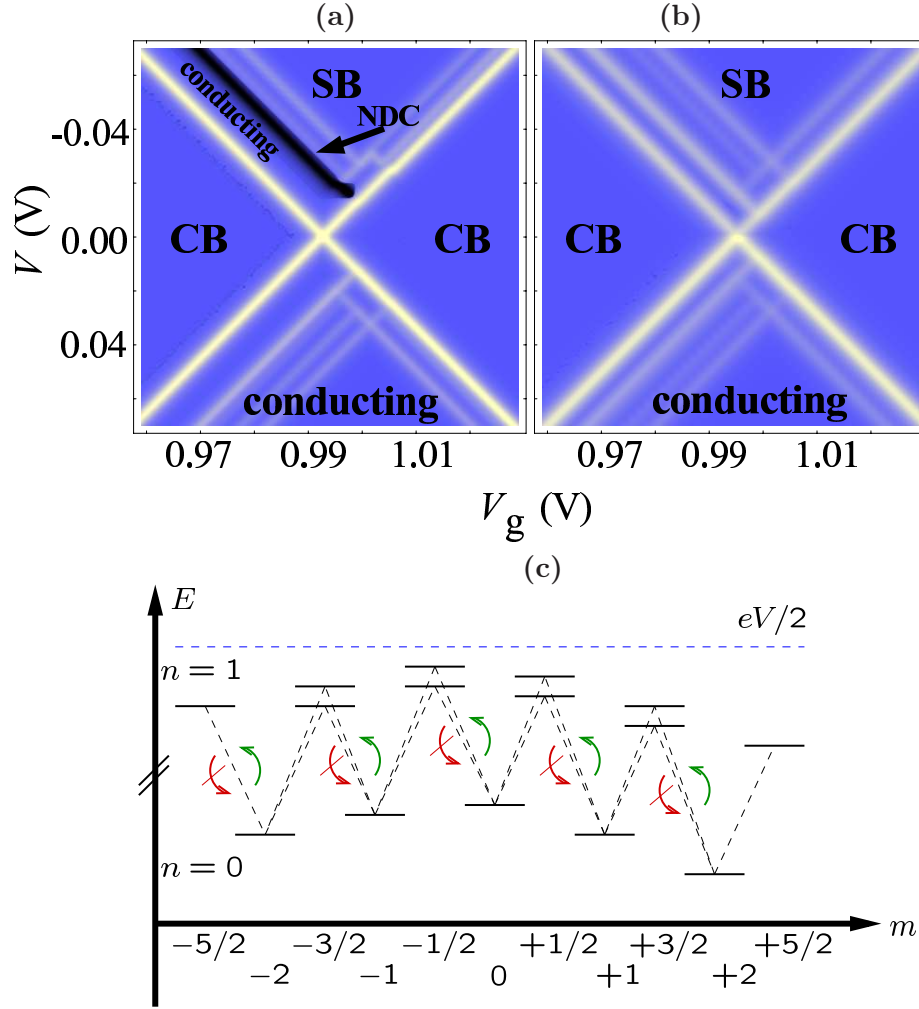 (a) (b)
SB SB
conducting
NDC
-0.04
CB CB CB CB
0.00
V (V)
0.04
conducting conducting
0.97 0.99 1.01 0.97 0.99 1.01
V_g (V)
(c)
E
eV/2
n = 1
n = 0
m
−5/2 −3/2 −1/2 +1/2 +3/2 +5/2
−2 −1 0 +1 +2